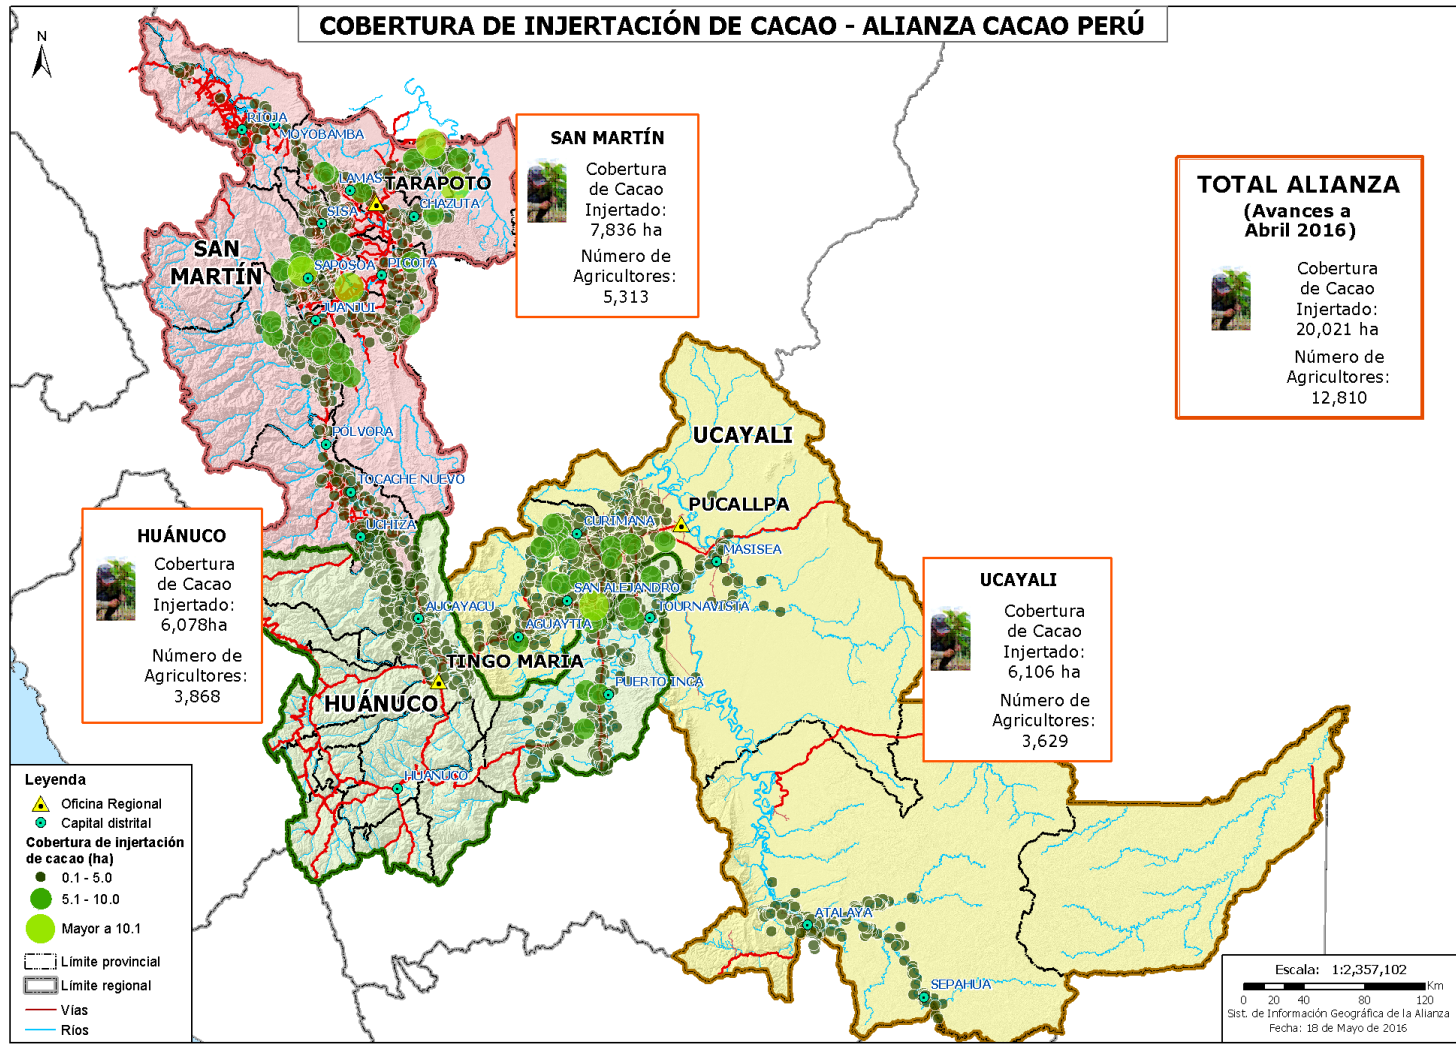 COBERTURA DE INJERTACIÓN DE CACAO - ALIANZA CACAO PERÚ
N
RIOJA
MOYOBAMBA
LAMAS
TARAPOTO
SISA
CHAZUTA
SAN
MARTÍN
SAPOSOA
PICOTA
JUANJUI
POLVORA
TOCACHE NUEVO
UCHIZA
SAN MARTÍN
Cobertura
de Cacao
Injertado:
7,836 ha
Número de
Agricultores:
5,313
TOTAL ALIANZA
(Avances a
Abril 2016)
Cobertura
de Cacao
Injertado:
20,021 ha
Número de
Agricultores:
12,810
UCAYALI
PUCALLPA
CURIMANA
MASISEA
SAN ALEJANDRO
TOURNAVISTA
AGUAYTIA
AUCAYACU
TINGO MARIA
PUERTO INCA
HUÁNUCO
HUANUCO
ATALAYA
SEPAHUA
HUÁNUCO
Cobertura
de Cacao
Injertado:
6,078ha
Número de
Agricultores:
3,868
UCAYALI
Cobertura
de Cacao
Injertado:
6,106 ha
Número de
Agricultores:
3,629
Leyenda
Oficina Regional
Capital distrital
Cobertura de injertación
de cacao (ha)
0.1 - 5.0
5.1 - 10.0
Mayor a 10.1
Límite provincial
Límite regional
Vías
Ríos
Escala: 1:2,357,102
Km
0 20 40 80 120
Sist. de Información Geográfica de la Alianza
Fecha: 18 de Mayo de 2016